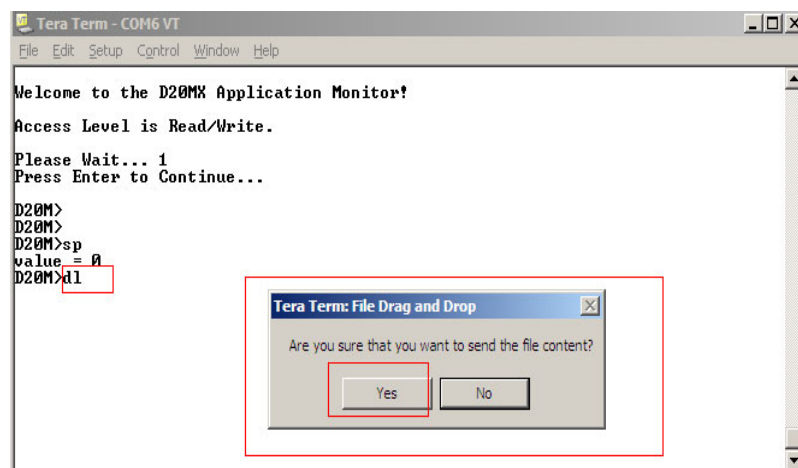 Tera Term - COM6 VT
File Edit Setup Control Window Help
Welcome to the D20MX Application Monitor!
Access Level is Read/Write.
Please Wait... 1
Press Enter to Continue...
D20M>
D20M>
D20M>sp
value = 0
D20M>dl
Tera Term: File Drag and Drop
Are you sure that you want to send the file content?
Yes No